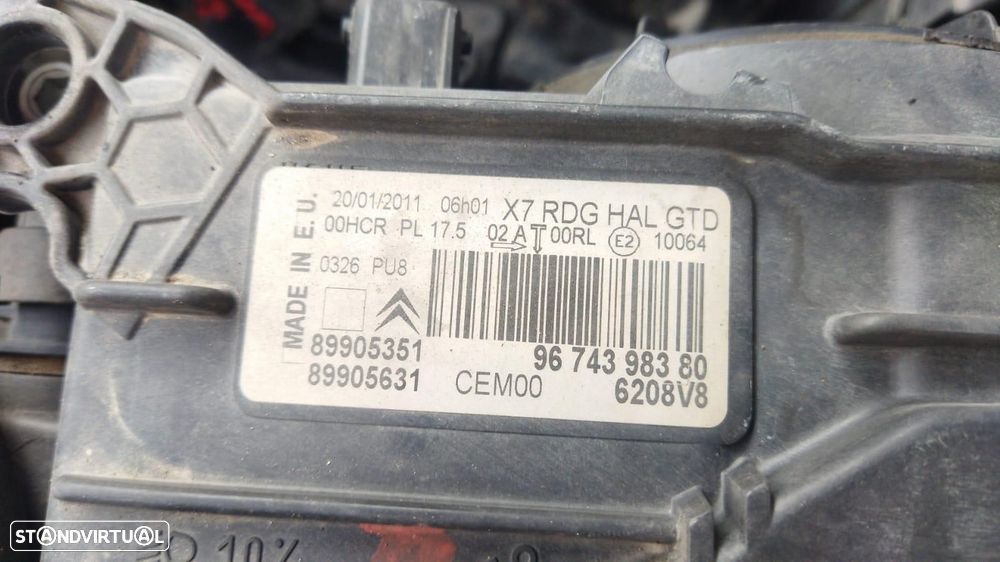 20/01/2011 06h01 X7 RDG HAL GTD
00HCR PL 17.5 02 A 00RL E2 10064
0326 PU8
MADE IN E.U.
89905351 96 743 983 80
89905631 CEM00 6208V8
STANDVIRTUAL
10%